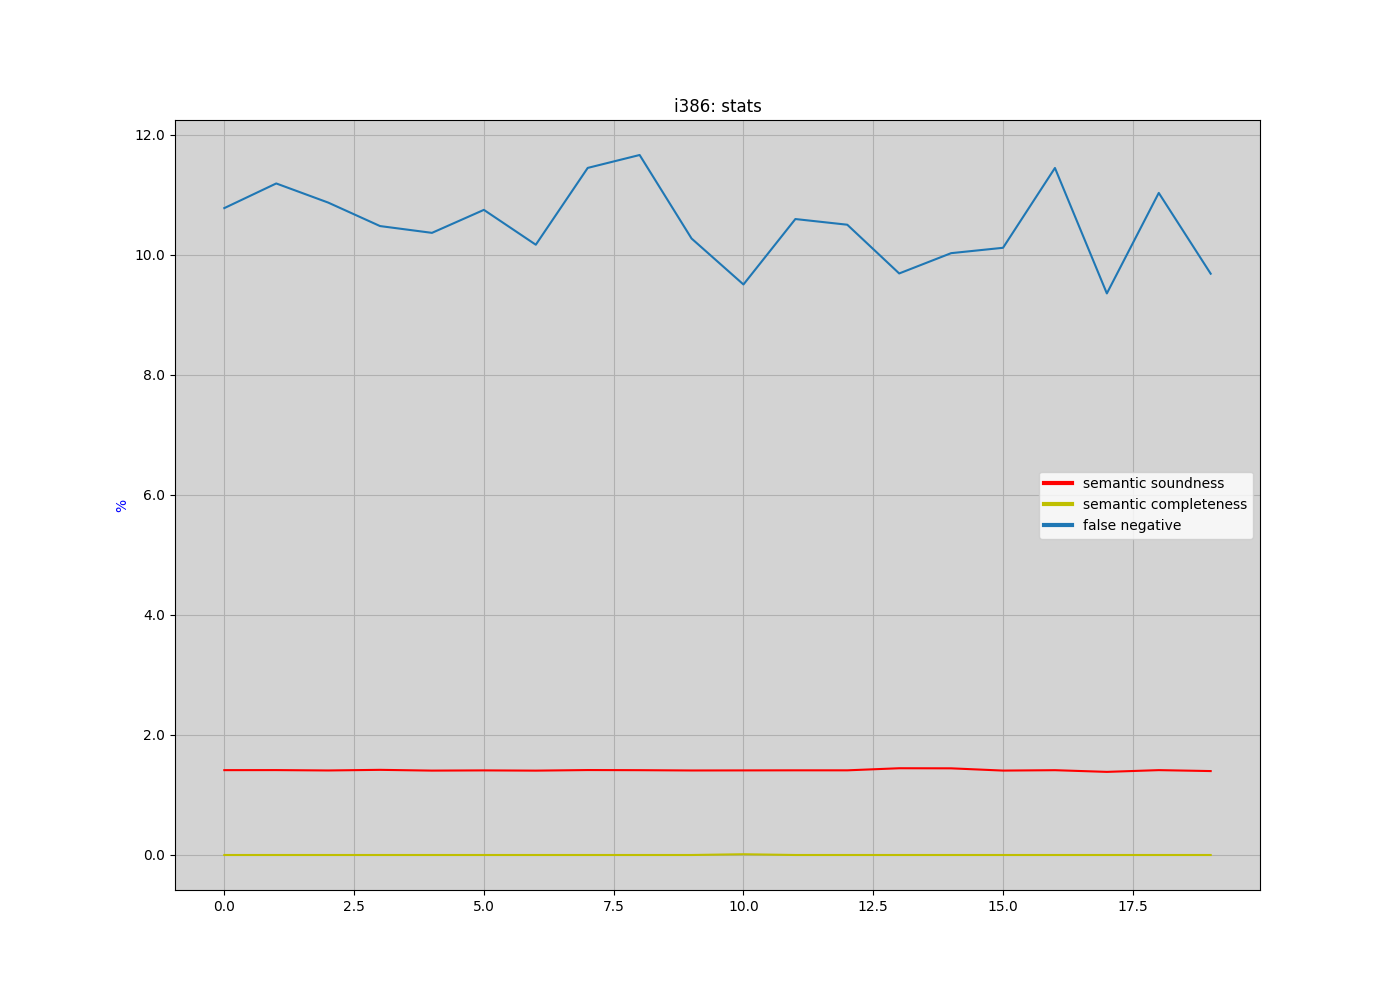 i386: stats
12.0
10.0
8.0
6.0
4.0
2.0
0.0
%
semantic soundness
semantic completeness
false negative
0.0 2.5 5.0 7.5 10.0 12.5 15.0 17.5